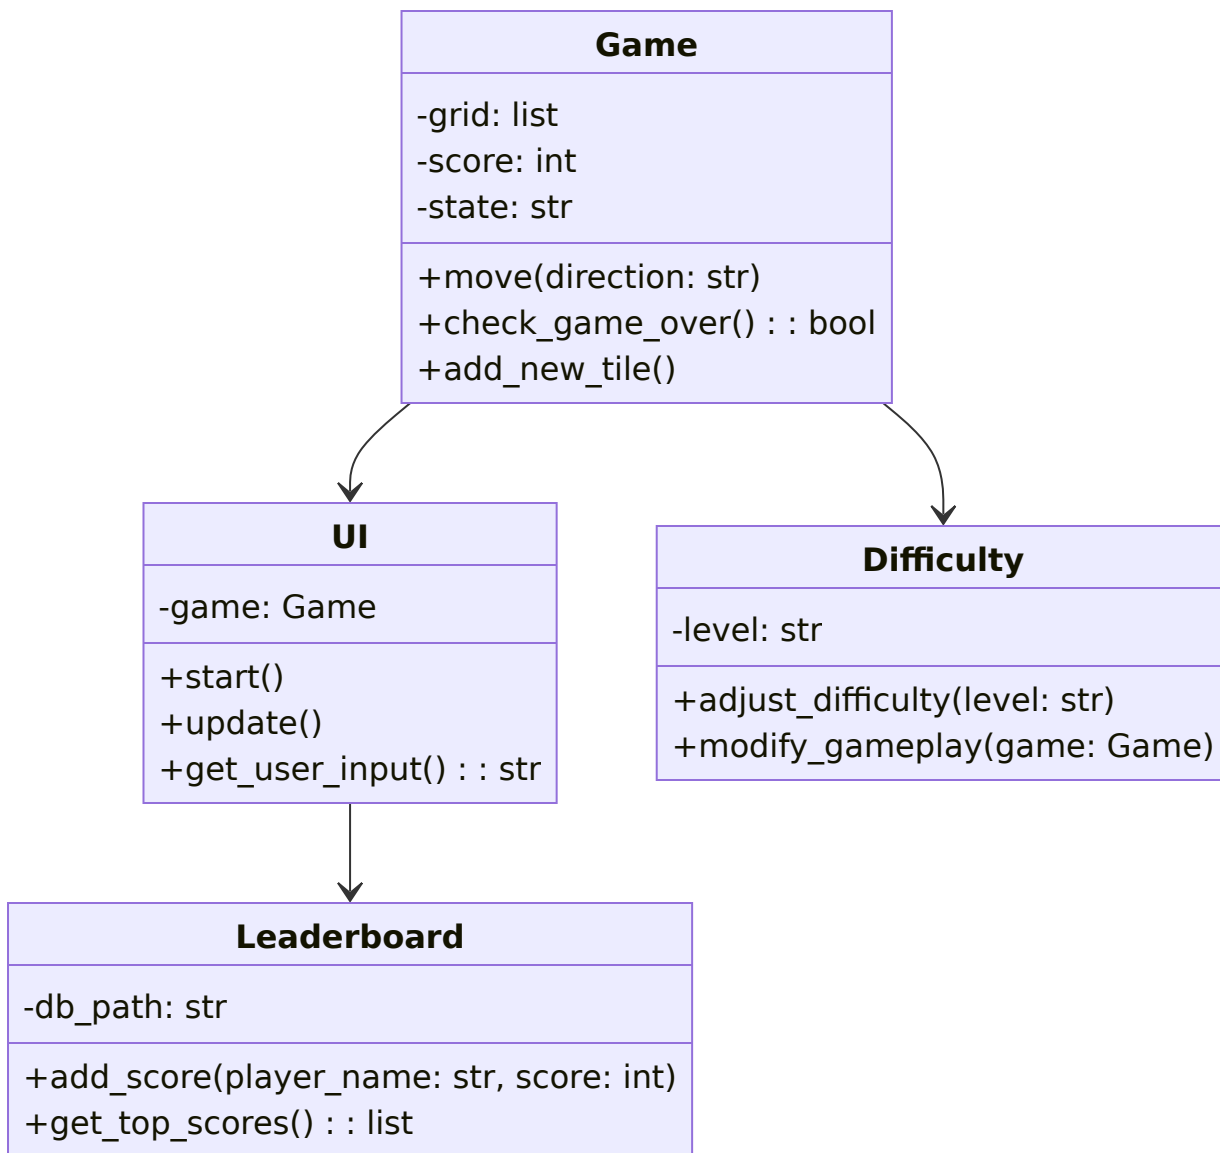 Game
-grid: list
-score: int
-state: str
+move(direction: str)
+check_game_over() : : bool
+add_new_tile()
UI
-game: Game
+start()
+update()
+get_user_input() : : str
Difficulty
-level: str
+adjust_difficulty(level: str)
+modify_gameplay(game: Game)
Leaderboard
-db_path: str
+add_score(player_name: str, score: int)
+get_top_scores() : : list